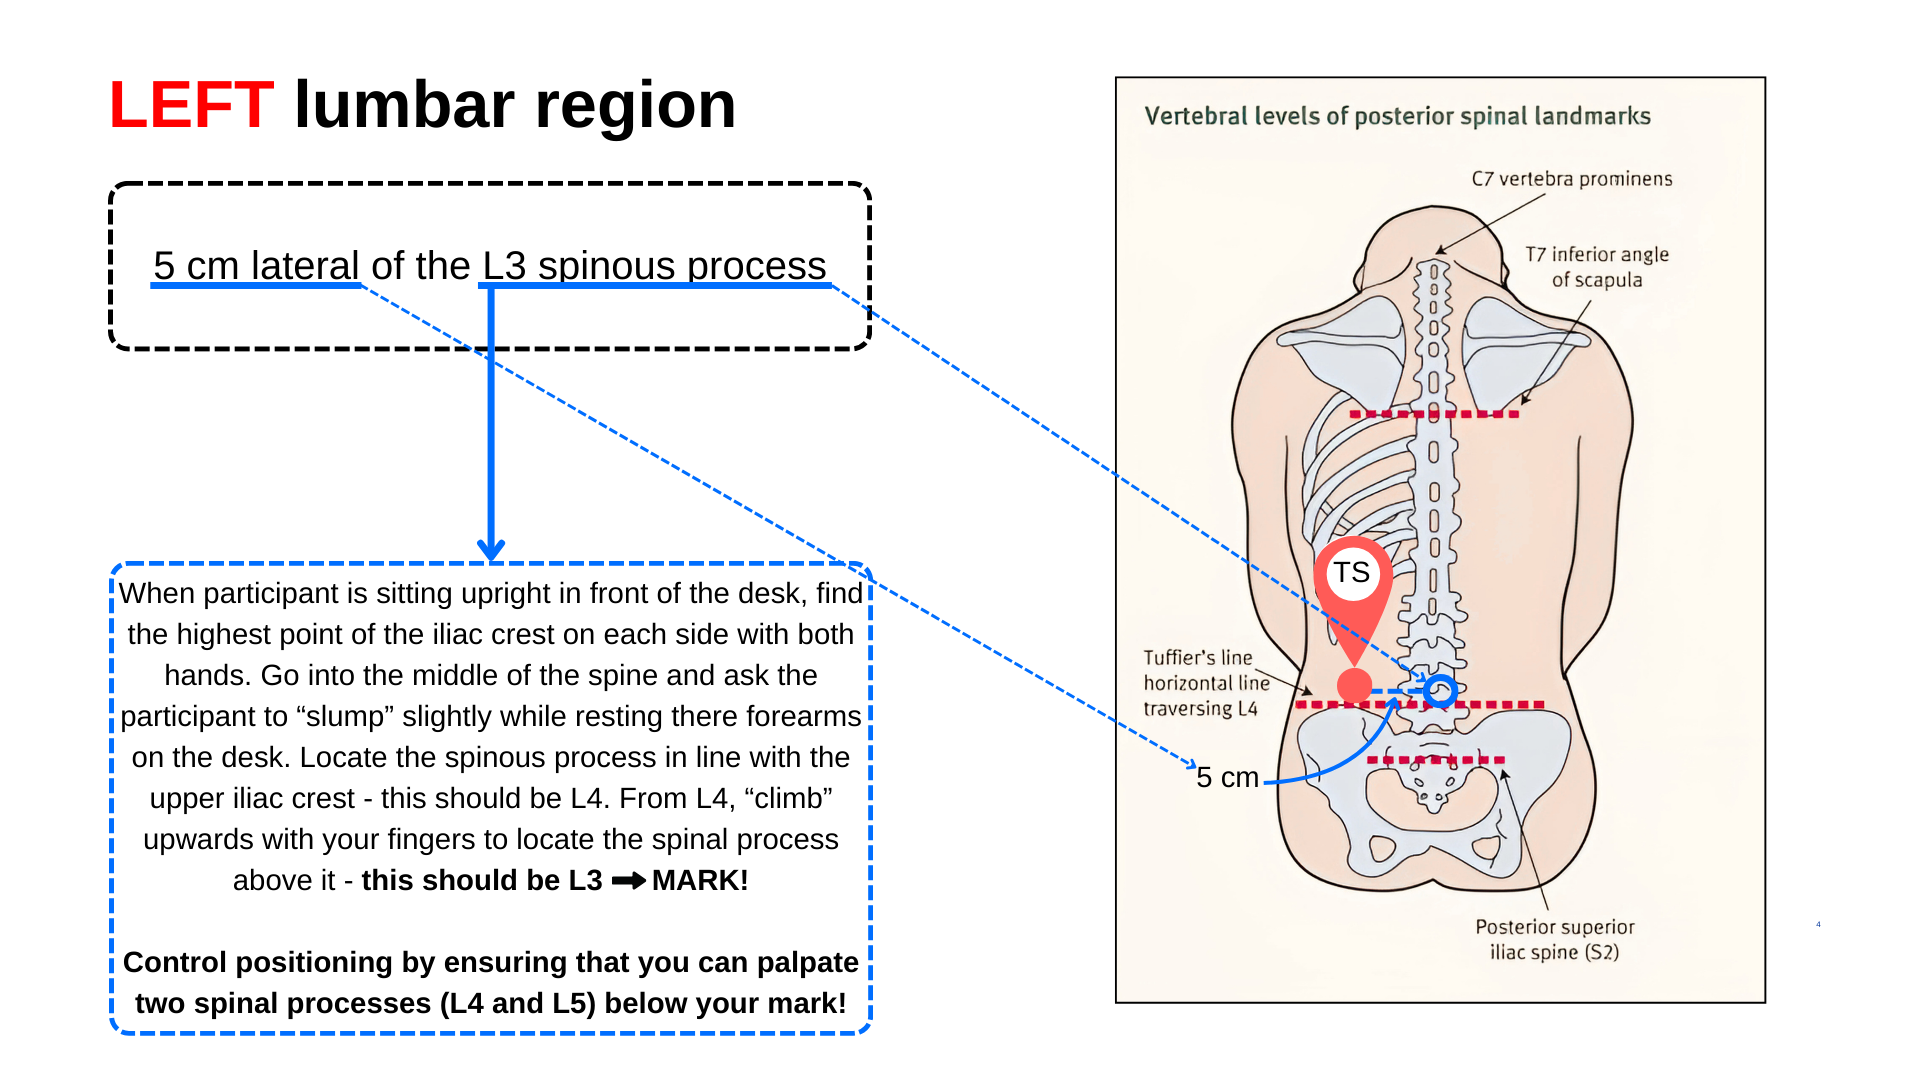 LEFT lumbar region
5 cm lateral of the L3 spinous process
When participant is sitting upright in front of the desk, find
the highest point of the iliac crest on each side with both
hands. Go into the middle of the spine and ask the
participant to “slump” slightly while resting there forearms
on the desk. Locate the spinous process in line with the
upper iliac crest - this should be L4. From L4, “climb”
upwards with your fingers to locate the spinal process
above it - this should be L3 ➡ MARK!
Control positioning by ensuring that you can palpate
two spinal processes (L4 and L5) below your mark!
Vertebral levels of posterior spinal landmarks
C7 vertebra prominens
T7 inferior angle
of scapula
TS
Tuffier's line
horizontal line
traversing L4
5 cm
Posterior superior
iliac spine (S2)
4